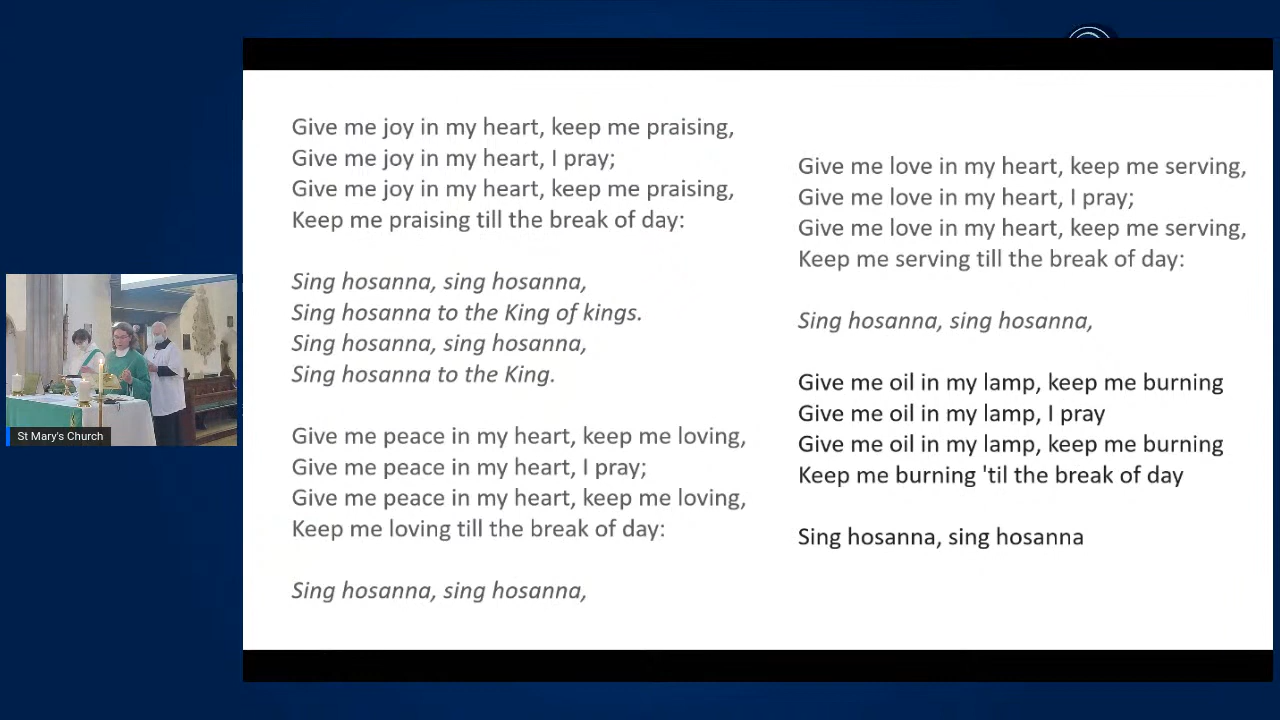 Give me joy in my heart, keep me praising,
Give me joy in my heart, I pray;
Give me joy in my heart, keep me praising,
Keep me praising till the break of day:
Sing hosanna, sing hosanna,
Sing hosanna to the King of kings.
Sing hosanna, sing hosanna,
Sing hosanna to the King.
Give me peace in my heart, keep me loving,
Give me peace in my heart, I pray;
Give me peace in my heart, keep me loving,
Keep me loving till the break of day:
Sing hosanna, sing hosanna,
Give me love in my heart, keep me serving,
Give me love in my heart, I pray;
Give me love in my heart, keep me serving,
Keep me serving till the break of day:
Sing hosanna, sing hosanna,
Give me oil in my lamp, keep me burning
Give me oil in my lamp, I pray
Give me oil in my lamp, keep me burning
Keep me burning 'til the break of day
Sing hosanna, sing hosanna
St Mary's Church